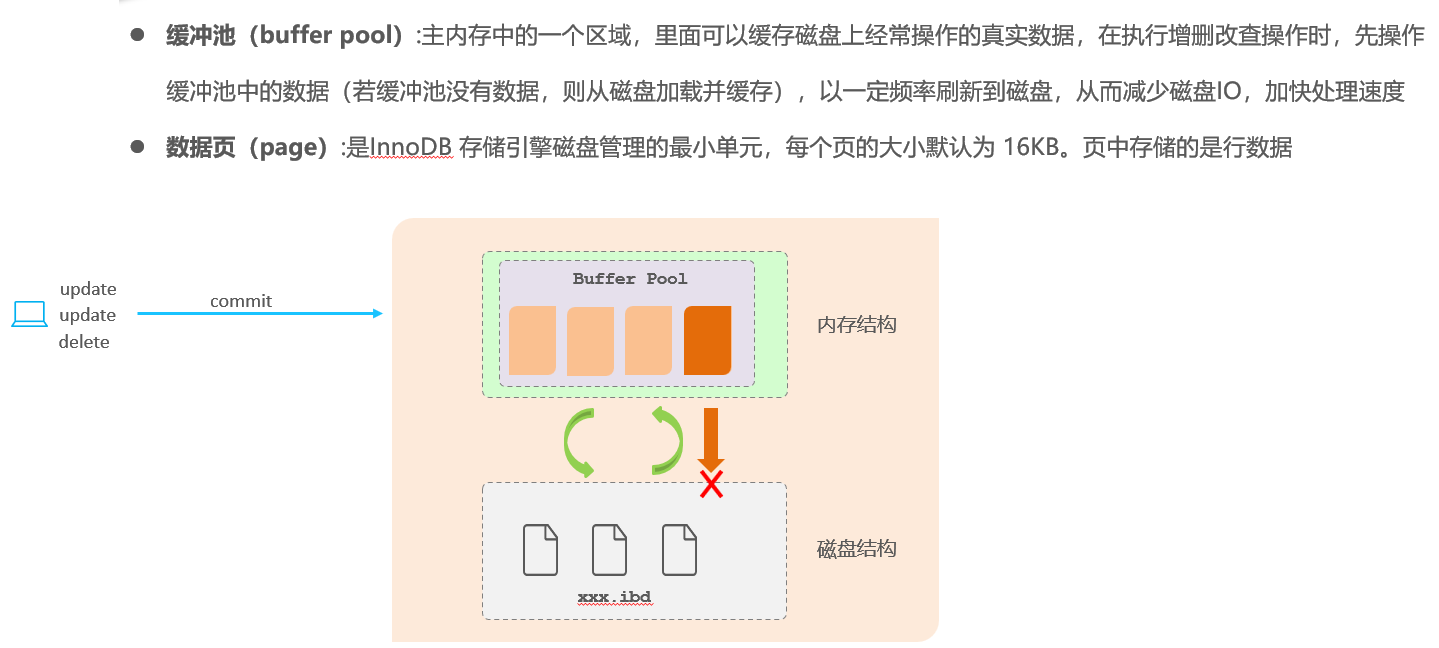 缓冲池（buffer pool）:主内存中的一个区域，里面可以缓存磁盘上经常操作的真实数据，在执行增删改查操作时，先操作
缓冲池中的数据（若缓冲池没有数据，则从磁盘加载并缓存），以一定频率刷新到磁盘，从而减少磁盘IO，加快处理速度
数据页（page）:是InnoDB 存储引擎磁盘管理的最小单元，每个页的大小默认为 16KB。页中存储的是行数据
Buffer Pool
update
update
delete
commit
内存结构
磁盘结构
xxx.ibd